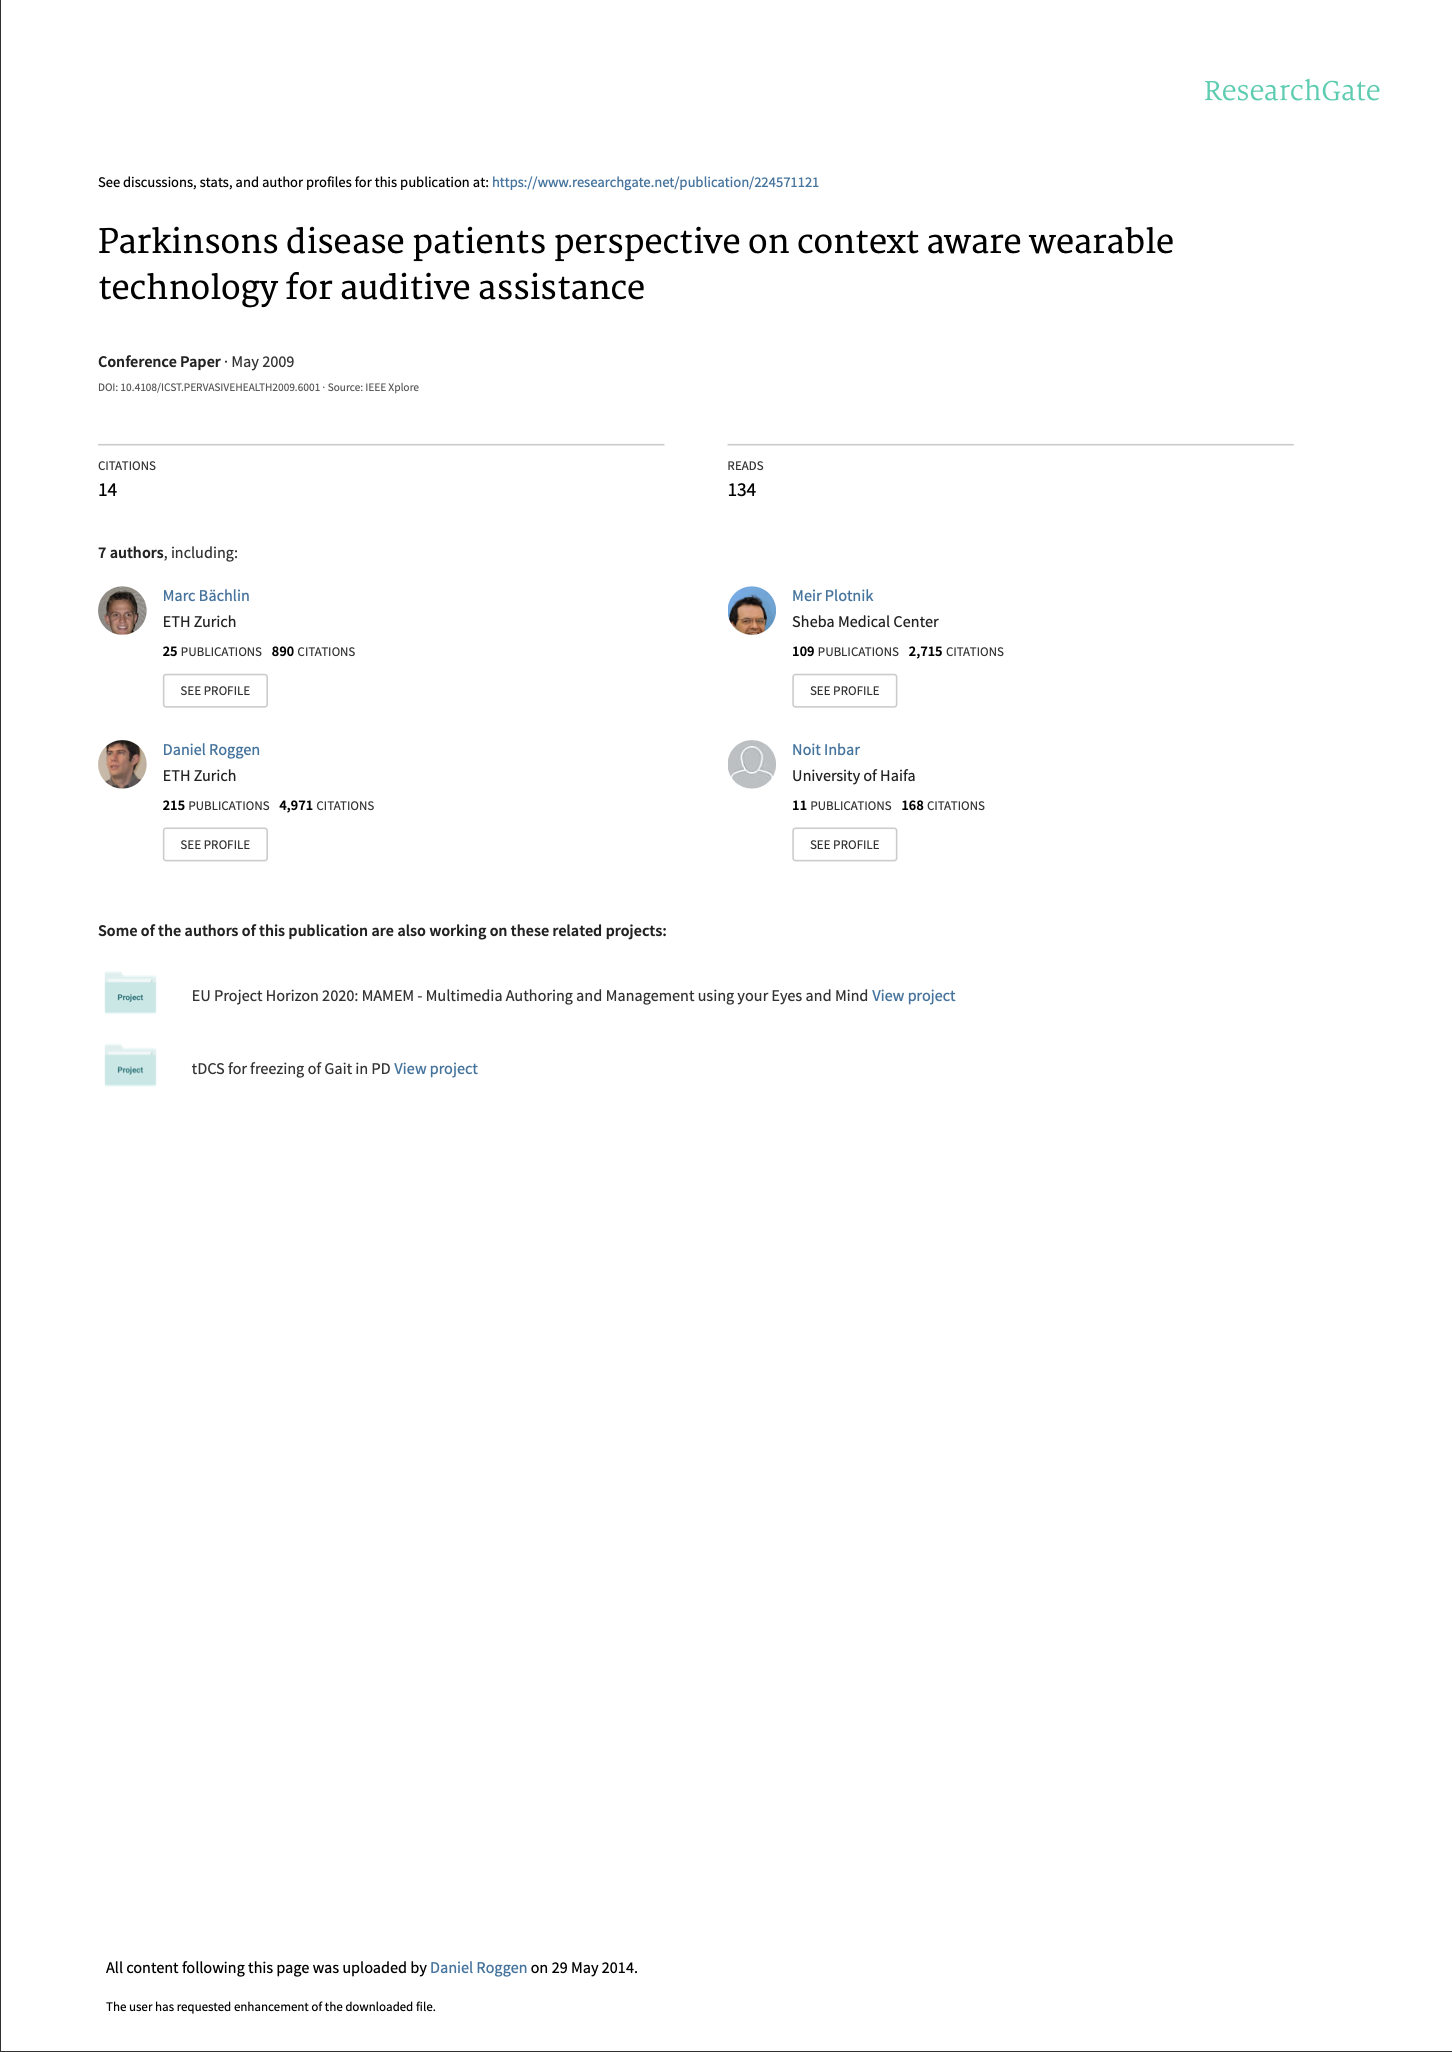 ResearchGate
See discussions, stats, and author profiles for this publication at: https://www.researchgate.net/publication/224571121
Parkinsons disease patients perspective on context aware wearable
technology for auditive assistance
Conference Paper · May 2009
DOI: 10.4108/ICST.PERVASIVEHEALTH2009.6001 · Source: IEEE Xplore
CITATIONS
14
READS
134
7 authors, including:
Marc Bächlin
ETH Zurich
25 PUBLICATIONS 890 CITATIONS
SEE PROFILE
Meir Plotnik
Sheba Medical Center
109 PUBLICATIONS 2,715 CITATIONS
SEE PROFILE
Daniel Roggen
ETH Zurich
215 PUBLICATIONS 4,971 CITATIONS
SEE PROFILE
Noit Inbar
University of Haifa
11 PUBLICATIONS 168 CITATIONS
SEE PROFILE
Some of the authors of this publication are also working on these related projects:
Project
EU Project Horizon 2020: MAMEM - Multimedia Authoring and Management using your Eyes and Mind View project
Project
tDCS for freezing of Gait in PD View project
All content following this page was uploaded by Daniel Roggen on 29 May 2014.
The user has requested enhancement of the downloaded file.